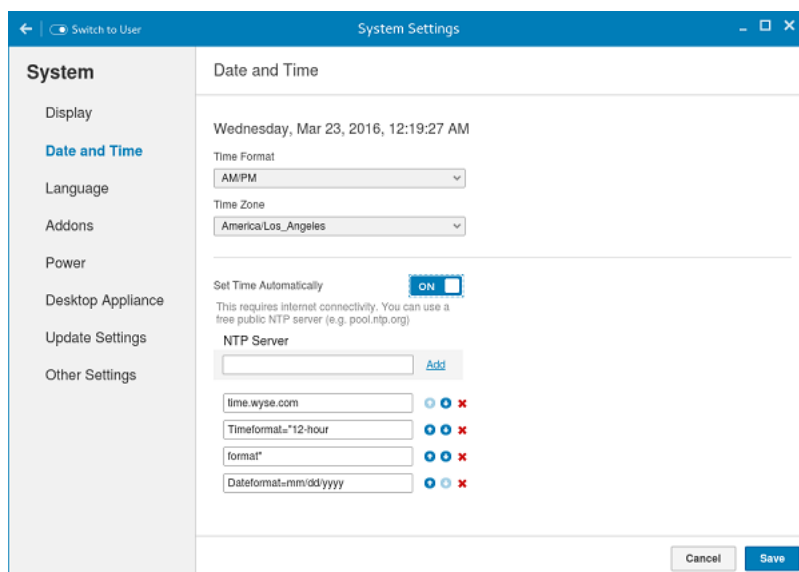 Switch to User
System Settings
System
Display
Date and Time
Language
Addons
Power
Desktop Appliance
Update Settings
Other Settings
Date and Time
Wednesday, Mar 23, 2016, 12:19:27 AM
Time Format
AM/PM
Time Zone
America/Los_Angeles
Set Time Automatically
ON
This requires internet connectivity. You can use a
free public NTP server (e.g. pool.ntp.org)
NTP Server
Add
time.wyse.com
Timeformat="12-hour
format"
Dateformat=mm/dd/yyyy
Cancel
Save